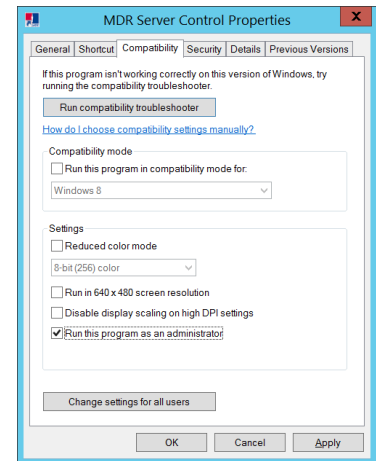 MDR Server Control Properties
X
General Shortcut Compatibility Security Details Previous Versions
If this program isn't working correctly on this version of Windows, try
running the compatibility troubleshooter.
Run compatibility troubleshooter
How do I choose compatibility settings manually?
Compatibility mode
Run this program in compatibility mode for:
Windows 8
Settings
Reduced color mode
8-bit (256) color
Run in 640 x 480 screen resolution
Disable display scaling on high DPI settings
Run this program as an administrator
Change settings for all users
OK Cancel Apply